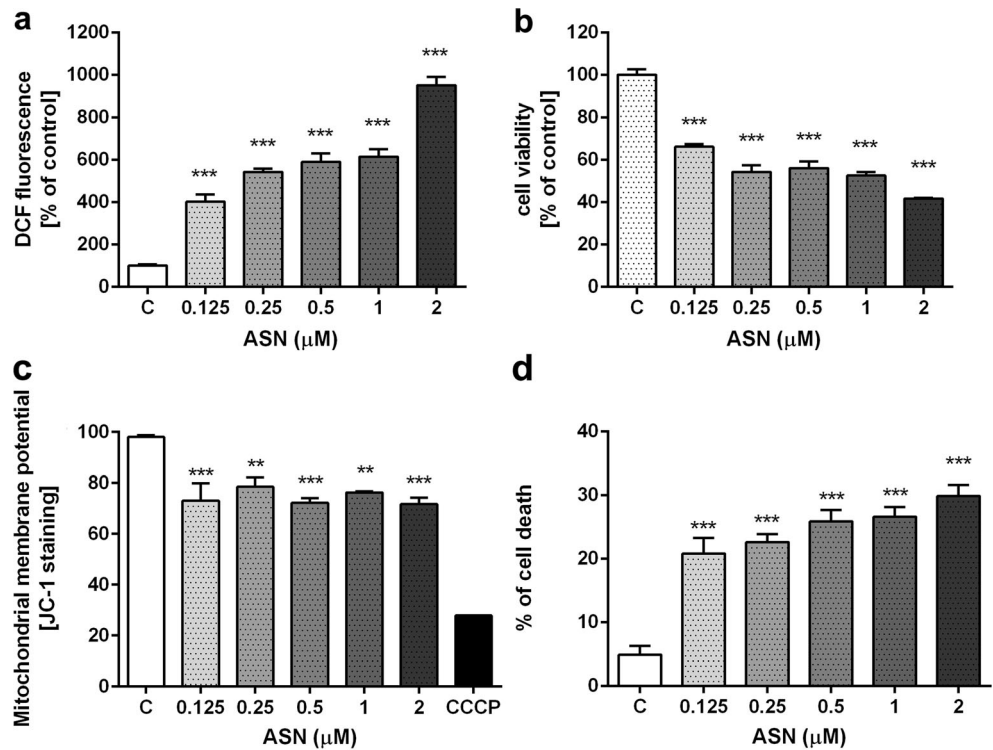 a
DCF fluorescence
[% of control]
1200
1000
800
600
400
200
0
***
***
***
***
***
C 0.125 0.25 0.5 1 2
ASN (μM)
b
cell viability
[% of control]
120
100
80
60
40
20
0
***
***
***
***
***
C 0.125 0.25 0.5 1 2
ASN (μM)
c
Mitochondrial membrane potential
[JC-1 staining]
100
80
60
40
20
0
***
**
***
**
***
C 0.125 0.25 0.5 1 2 CCCP
ASN (μM)
d
% of cell death
40
30
20
10
0
***
***
***
***
***
C 0.125 0.25 0.5 1 2
ASN (μM)